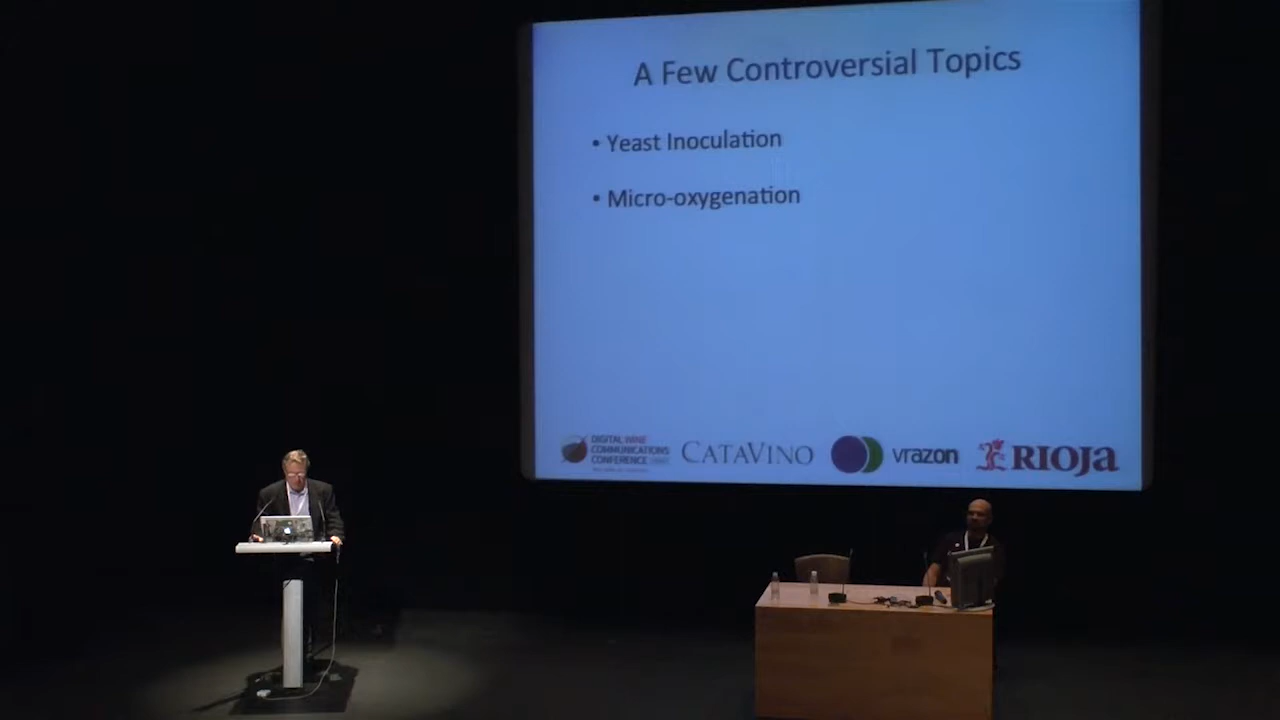 A Few Controversial Topics
• Yeast Inoculation
• Micro-oxygenation
DIGITAL WINE
COMMUNICATIONS
CONFERENCE
CATAVINO
vrazon
RIOJA